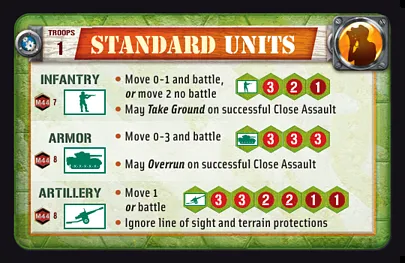 TROOPS
1
STANDARD UNITS
INFANTRY
M44 7
• Move 0-1 and battle,
or move 2 no battle
3 2 1
• May Take Ground on successful Close Assault
ARMOR
M44 8
• Move 0-3 and battle
3 3 3
• May Overrun on successful Close Assault
ARTILLERY
M44 8
• Move 1
or battle
3 3 2 2 1 1
• Ignore line of sight and terrain protections